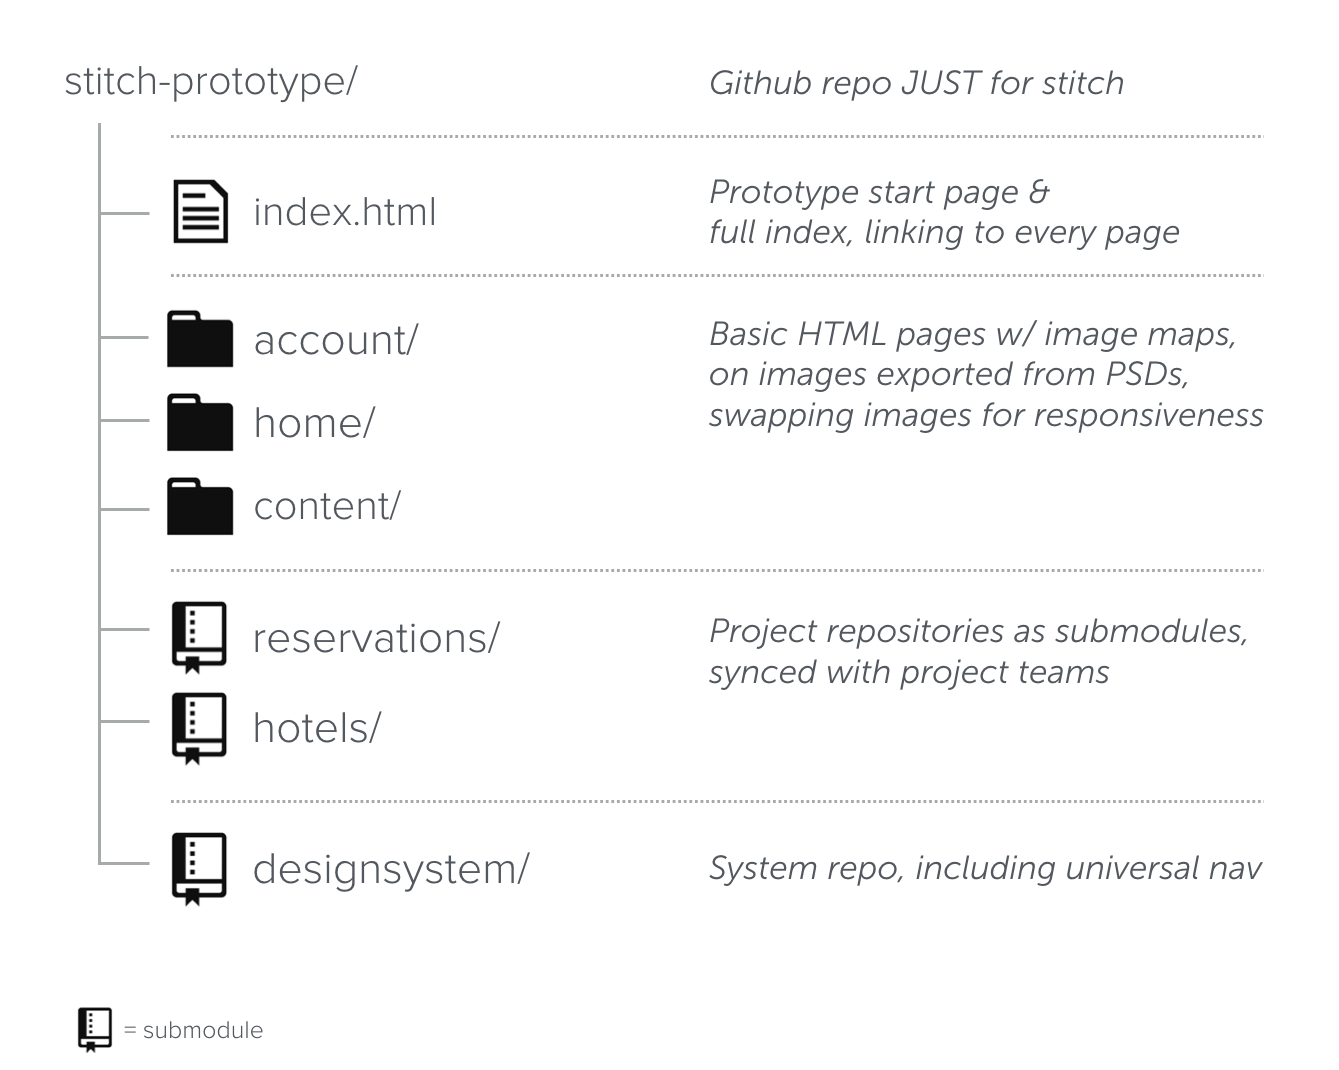 stitch-prototype/
Github repo JUST for stitch
index.html
Prototype start page &
full index, linking to every page
account/
Basic HTML pages w/ image maps,
on images exported from PSDs,
swapping images for responsiveness
home/
content/
reservations/
Project repositories as submodules,
synced with project teams
hotels/
designsystem/
System repo, including universal nav
= submodule